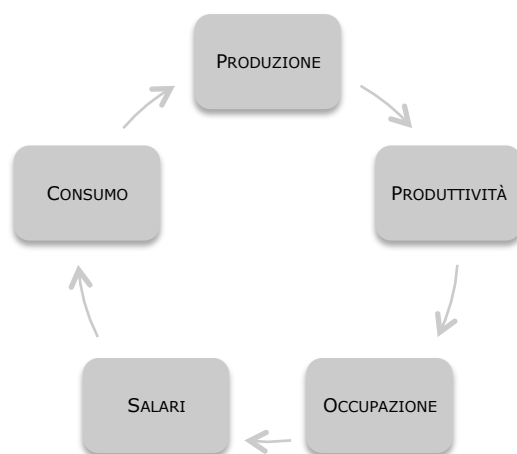 PRODUZIONE
PRODUTTIVITÀ
OCCUPAZIONE
SALARI
CONSUMO